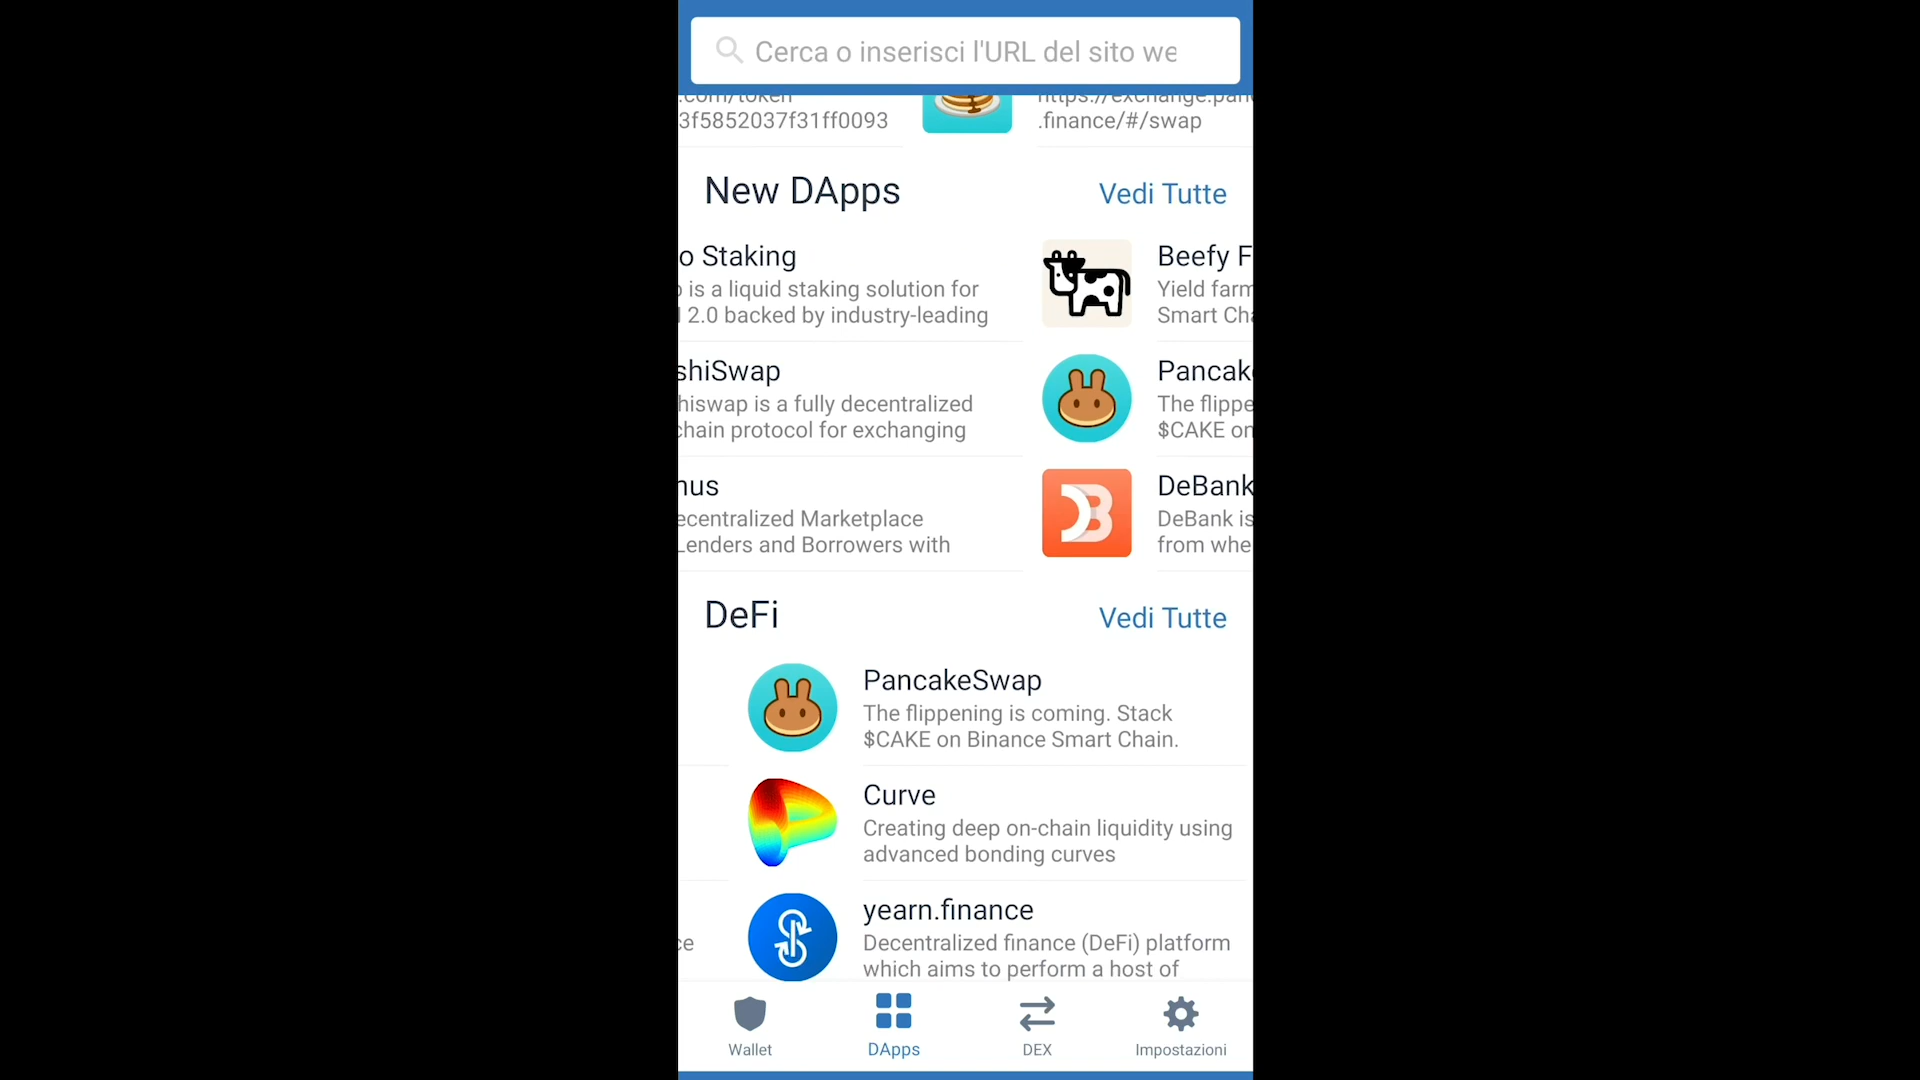 Cerca o inserisci l'URL del sito we
.com/token
3f5852037f31ff0093
.finance/#/swap
New DApps
Vedi Tutte
o Staking
is a liquid staking solution for
2.0 backed by industry-leading
Beefy F
Yield farm
Smart Cha
shiSwap
hiswap is a fully decentralized
chain protocol for exchanging
Pancak
The flippe
$CAKE on
nus
ecentralized Marketplace
Lenders and Borrowers with
DeBank
DeBank is
from whe
DeFi
Vedi Tutte
PancakeSwap
The flippening is coming. Stack
$CAKE on Binance Smart Chain.
Curve
Creating deep on-chain liquidity using
advanced bonding curves
yearn.finance
Decentralized finance (DeFi) platform
which aims to perform a host of
ce
Wallet
DApps
DEX
Impostazioni